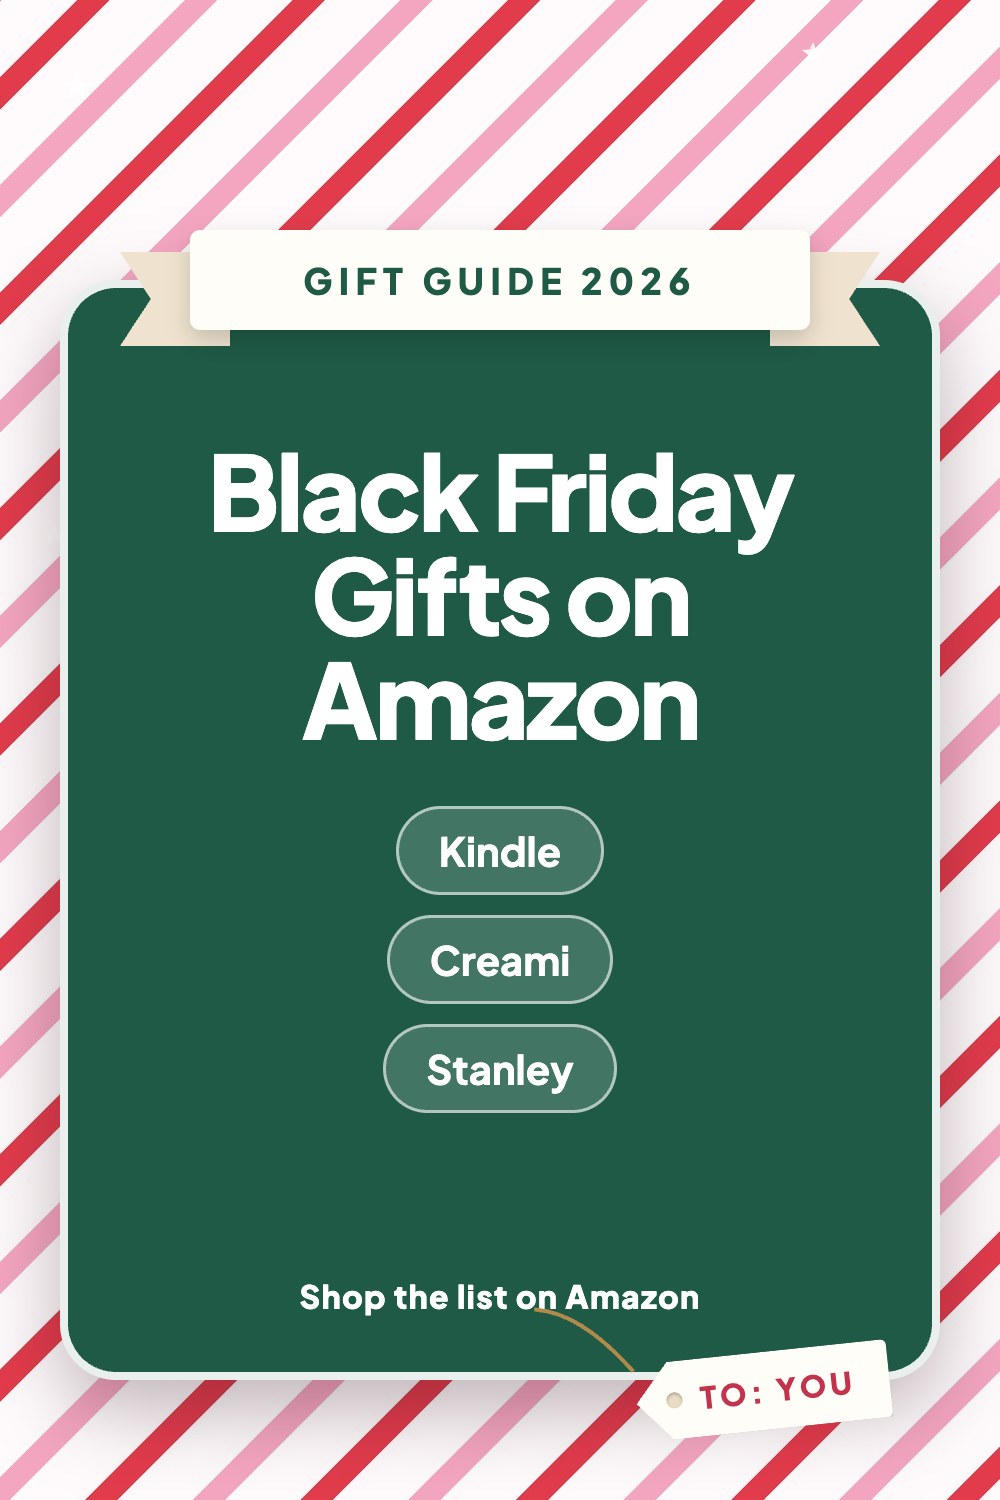 GIFT GUIDE 2026
Black Friday
Gifts on
Amazon
Kindle
Creami
Stanley
Shop the list on Amazon
TO: YOU